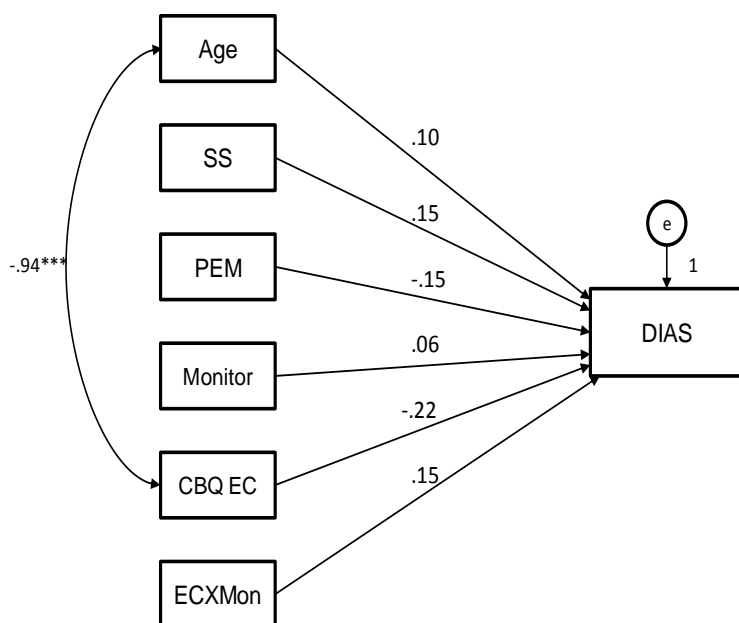 Age
.10
SS
.15
e
-.94***
PEM
-.15
1
DIAS
Monitor
.06
-.22
CBQ EC
.15
ECXMon